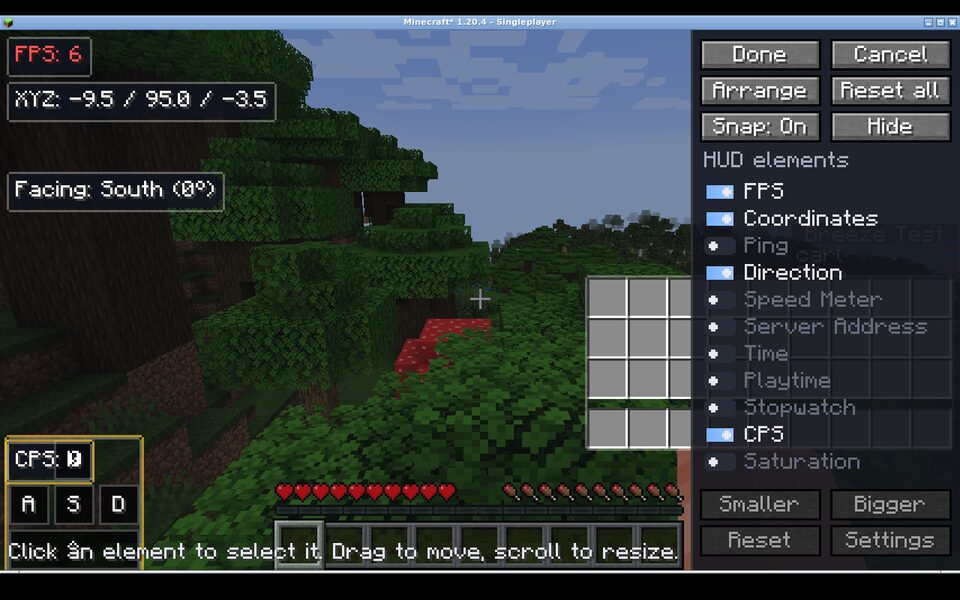 Minecraft* 1.20.4 - Singleplayer
FPS: 6
XYZ: -9.5 / 95.0 / -3.5
Facing: South (0°)
Done
Cancel
Arrange
Reset all
Snap: On
Hide
HUD elements
FPS
Coordinates
Ping
Direction
Speed Meter
Server Address
Time
Playtime
Stopwatch
CPS
Saturation
Smaller
Bigger
Reset
Settings
CPS: 0
A S D
Click an element to select it. Drag to move, scroll to resize.